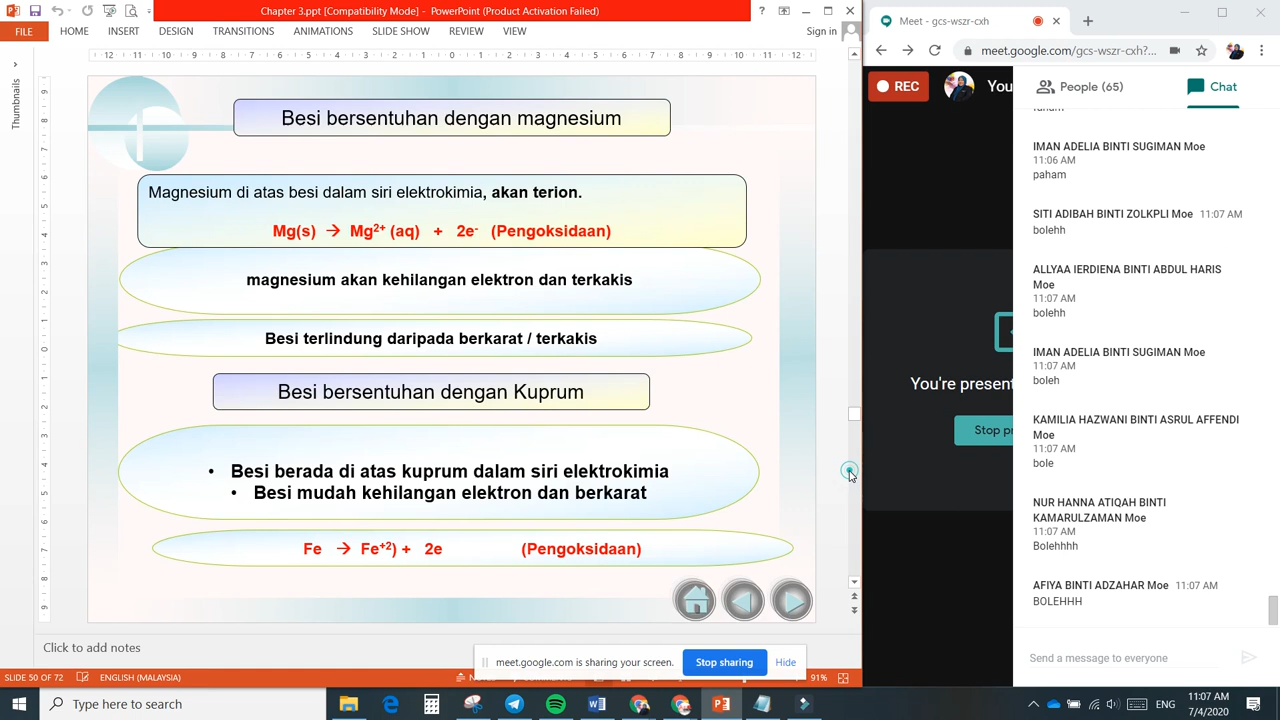 Chapter 3.ppt [Compatibility Mode] - PowerPoint (Product Activation Failed)
FILE HOME INSERT DESIGN TRANSITIONS ANIMATIONS SLIDE SHOW REVIEW VIEW Sign in
Thumbnails
Besi bersentuhan dengan magnesium
Magnesium di atas besi dalam siri elektrokimia, akan terion.
Mg(s) → Mg²⁺ (aq) + 2e⁻ (Pengoksidaan)
magnesium akan kehilangan elektron dan terkakis
Besi terlindung daripada berkarat / terkakis
Besi bersentuhan dengan Kuprum
• Besi berada di atas kuprum dalam siri elektrokimia
• Besi mudah kehilangan elektron dan berkarat
Fe → Fe⁺²) + 2e (Pengoksidaan)
Click to add notes
meet.google.com is sharing your screen. Stop sharing Hide
SLIDE 50 OF 72 ENGLISH (MALAYSIA) 91%
Meet - gcs-wszr-cxh
meet.google.com/gcs-wszr-cxh?...
REC You
People (65) Chat
You're present
Stop pr
IMAN ADELIA BINTI SUGIMAN Moe
11:06 AM
paham
SITI ADIBAH BINTI ZOLKPLI Moe 11:07 AM
bolehh
ALLYAA IERDIENA BINTI ABDUL HARIS
Moe
11:07 AM
bolehh
IMAN ADELIA BINTI SUGIMAN Moe
11:07 AM
boleh
KAMILIA HAZWANI BINTI ASRUL AFFENDI
Moe
11:07 AM
bole
NUR HANNA ATIQAH BINTI
KAMARULZAMAN Moe
11:07 AM
Bolehhhh
AFIYA BINTI ADZAHAR Moe 11:07 AM
BOLEHHH
Send a message to everyone
Type here to search
ENG
11:07 AM
7/4/2020